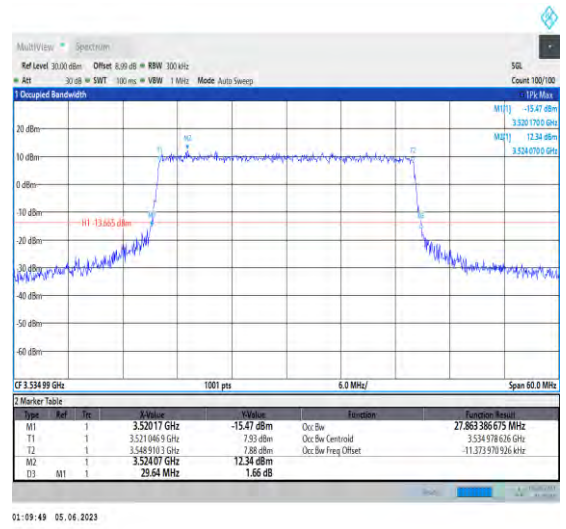 MultiView Spectrum
Ref Level 30.00 dBm Offset 8.99 dB RBW 300 kHz SGL
Att 30 dB SWT 100 ms VBW 1 MHz Mode Auto Sweep Count 100/100
1 Occupied Bandwidth 1Pk Max
M1[1] -15.47 dBm
3.5201700 GHz
M2[1] 12.34 dBm
3.5240700 GHz
20 dBm
M2
T1 T2
10 dBm
0 dBm
-10 dBm
M1
H1 -13.665 dBm
-20 dBm
-30 dBm
-40 dBm
-50 dBm
-60 dBm
CF 3.534 99 GHz 1001 pts 6.0 MHz/ Span 60.0 MHz
2 Marker Table
Type Ref Trc X-Value Y-Value Function Function Result
M1 1 3.52017 GHz -15.47 dBm Occ Bw 27.863 386 675 MHz
T1 1 3.521 046 9 GHz 7.93 dBm Occ Bw Centroid 3.534 978 626 GHz
T2 1 3.548 910 3 GHz 7.88 dBm Occ Bw Freq Offset -11.373 970 926 kHz
M2 1 3.52407 GHz 12.34 dBm
D3 M1 1 29.64 MHz 1.66 dB
01:09:49 05.06.2023